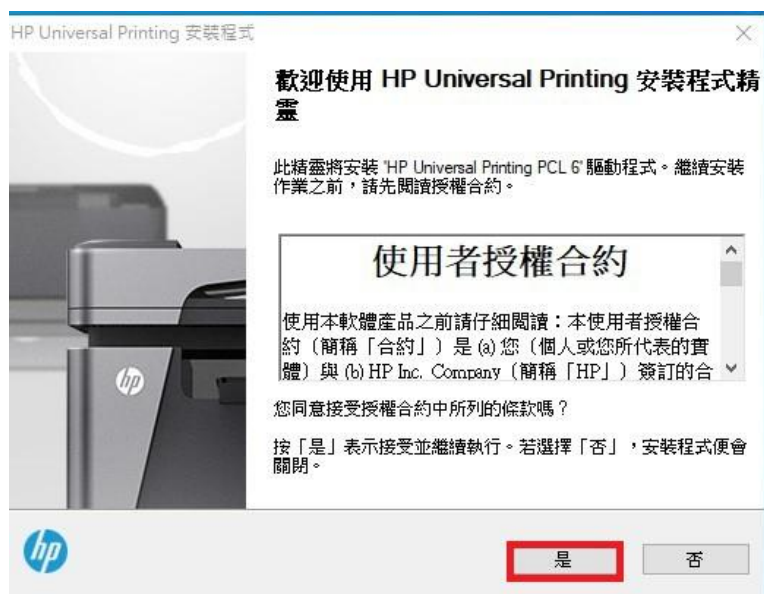 HP Universal Printing 安裝程式
歡迎使用 HP Universal Printing 安裝程式精
靈
此精靈將安裝 'HP Universal Printing PCL 6' 驅動程式。繼續安裝
作業之前，請先閱讀授權合約。
使用者授權合約
使用本軟體產品之前請仔細閱讀：本使用者授權合
約（簡稱「合約」）是 (a) 您（個人或您所代表的實
體）與 (b) HP Inc. Company（簡稱「HP」）簽訂的合
hp
您同意接受授權合約中所列的條款嗎？
按「是」表示接受並繼續執行。若選擇「否」，安裝程式便會
關閉。
hp
是
否